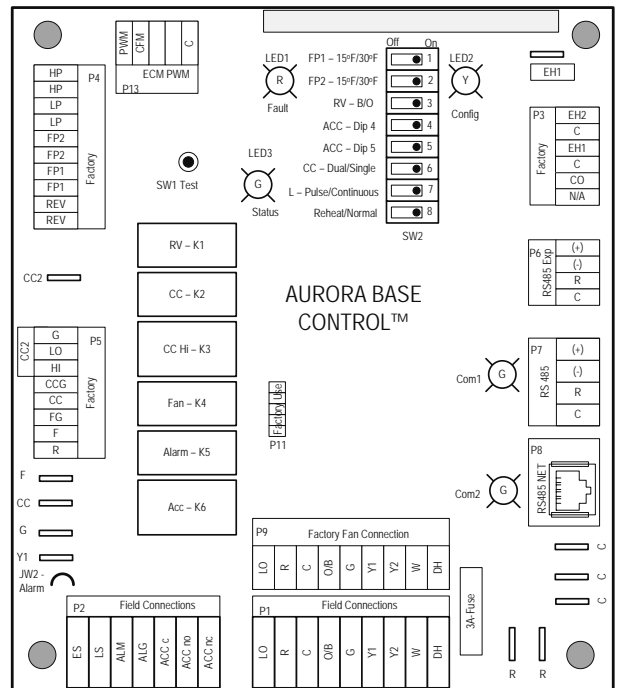 PWM
CFM
C
ECM PWM
P13
HP
HP
LP
LP
FP2
FP2
FP1
FP1
REV
REV
P4
Factory
SW1 Test
LED1
R
Fault
LED3
G
Status
Off On
FP1 – 15ºF/30ºF 1
FP2 – 15ºF/30ºF 2
RV – B/O 3
ACC – Dip 4 4
ACC – Dip 5 5
CC – Dual/Single 6
L – Pulse/Continuous 7
Reheat/Normal 8
SW2
LED2
Y
Config
EH1
P3
Factory
EH2
C
EH1
C
CO
N/A
RV – K1
CC – K2
CC Hi – K3
Fan – K4
Alarm – K5
Acc – K6
AURORA BASE
CONTROL™
P6
RS485 Exp
(+)
(-)
R
C
CC2
CC2
G
LO
HI
CCG
CC
FG
F
R
P5
Factory
Factory Use
P11
Com1
G
P7
RS 485
(+)
(-)
R
C
Com2
G
P8
RS485 NET
F
CC
G
Y1
JW2 -
Alarm
P9 Factory Fan Connection
LO R C O/B G Y1 Y2 W DH
C
C
C
P2 Field Connections
ES LS ALM ALG ACC c ACC no ACC nc
P1 Field Connections
LO R C O/B G Y1 Y2 W DH
3A-Fuse
R R